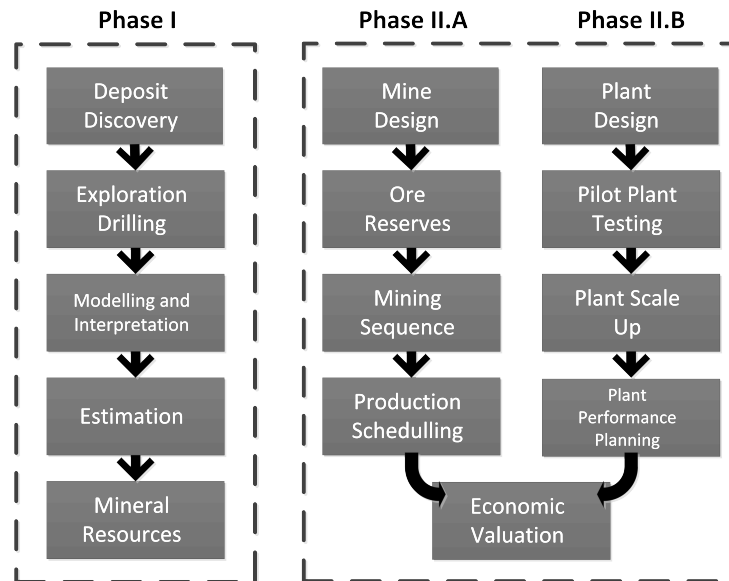 Phase I
Deposit
Discovery
Exploration
Drilling
Modelling and
Interpretation
Estimation
Mineral
Resources
Phase II.A
Mine
Design
Ore
Reserves
Mining
Sequence
Production
Schedulling
Phase II.B
Plant
Design
Pilot Plant
Testing
Plant Scale
Up
Plant
Performance
Planning
Economic
Valuation